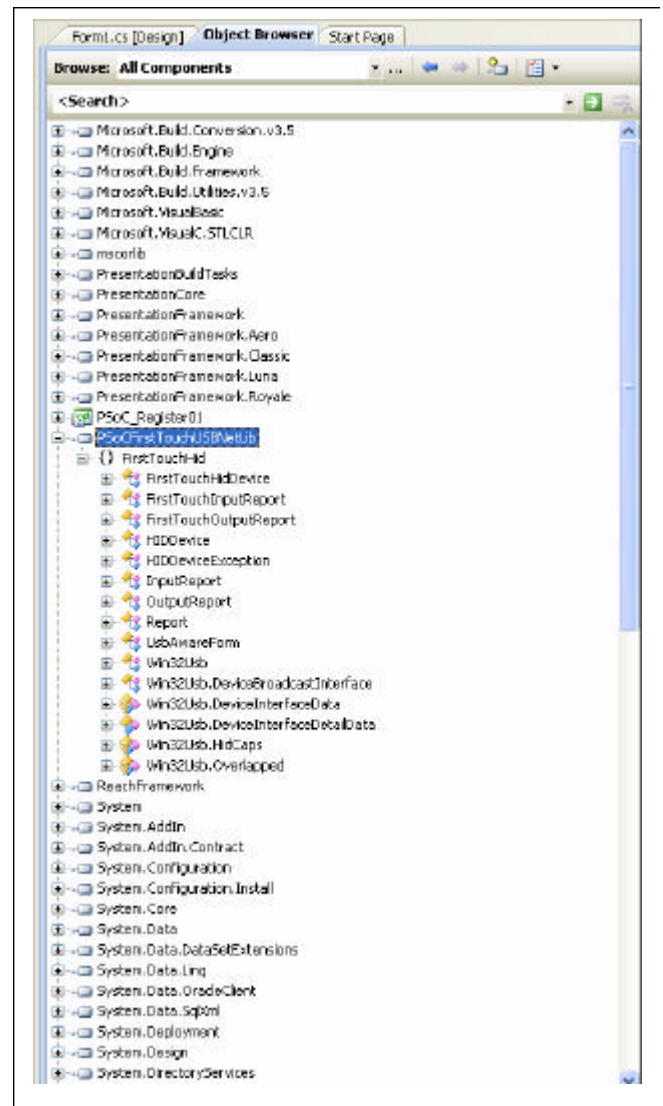 Form1.cs [Design] Object Browser Start Page
Browse: All Components ...
<Search>
Microsoft.Build.Conversion.v3.5
Microsoft.Build.Engine
Microsoft.Build.Framework
Microsoft.Build.Utilities.v3.5
Microsoft.VisualBasic
Microsoft.VisualC.STLCLR
mscorlib
PresentationBuildTasks
PresentationCore
PresentationFramework
PresentationFramework.Aero
PresentationFramework.Classic
PresentationFramework.Luna
PresentationFramework.Royale
PSoC_Register01
PSoCFirstTouchUSBNetLib
{} FirstTouchHid
FirstTouchHidDevice
FirstTouchInputReport
FirstTouchOutputReport
HIDDevice
HIDDeviceException
InputReport
OutputReport
Report
UsbAwareForm
Win32Usb
Win32Usb.DeviceBroadcastInterface
Win32Usb.DeviceInterfaceData
Win32Usb.DeviceInterfaceDetailData
Win32Usb.HidCaps
Win32Usb.Overlapped
ReachFramework
System
System.AddIn
System.AddIn.Contract
System.Configuration
System.Configuration.Install
System.Core
System.Data
System.Data.DataSetExtensions
System.Data.Linq
System.Data.OracleClient
System.Data.SqlXml
System.Deployment
System.Design
System.DirectoryServices